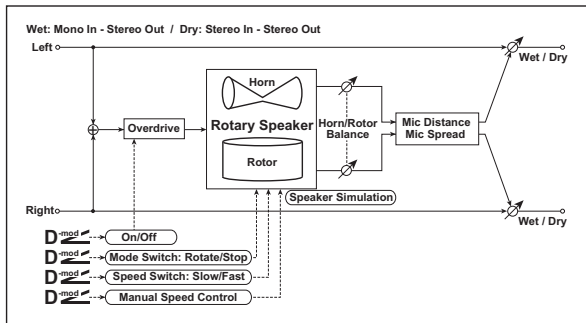 Wet: Mono In - Stereo Out / Dry: Stereo In - Stereo Out
Left
Wet / Dry
Horn
Overdrive
Rotary Speaker
Horn/Rotor
Balance
Mic Distance
Mic Spread
Rotor
Speaker Simulation
Right
Wet / Dry
D-mod On/Off
D-mod Mode Switch: Rotate/Stop
D-mod Speed Switch: Slow/Fast
D-mod Manual Speed Control